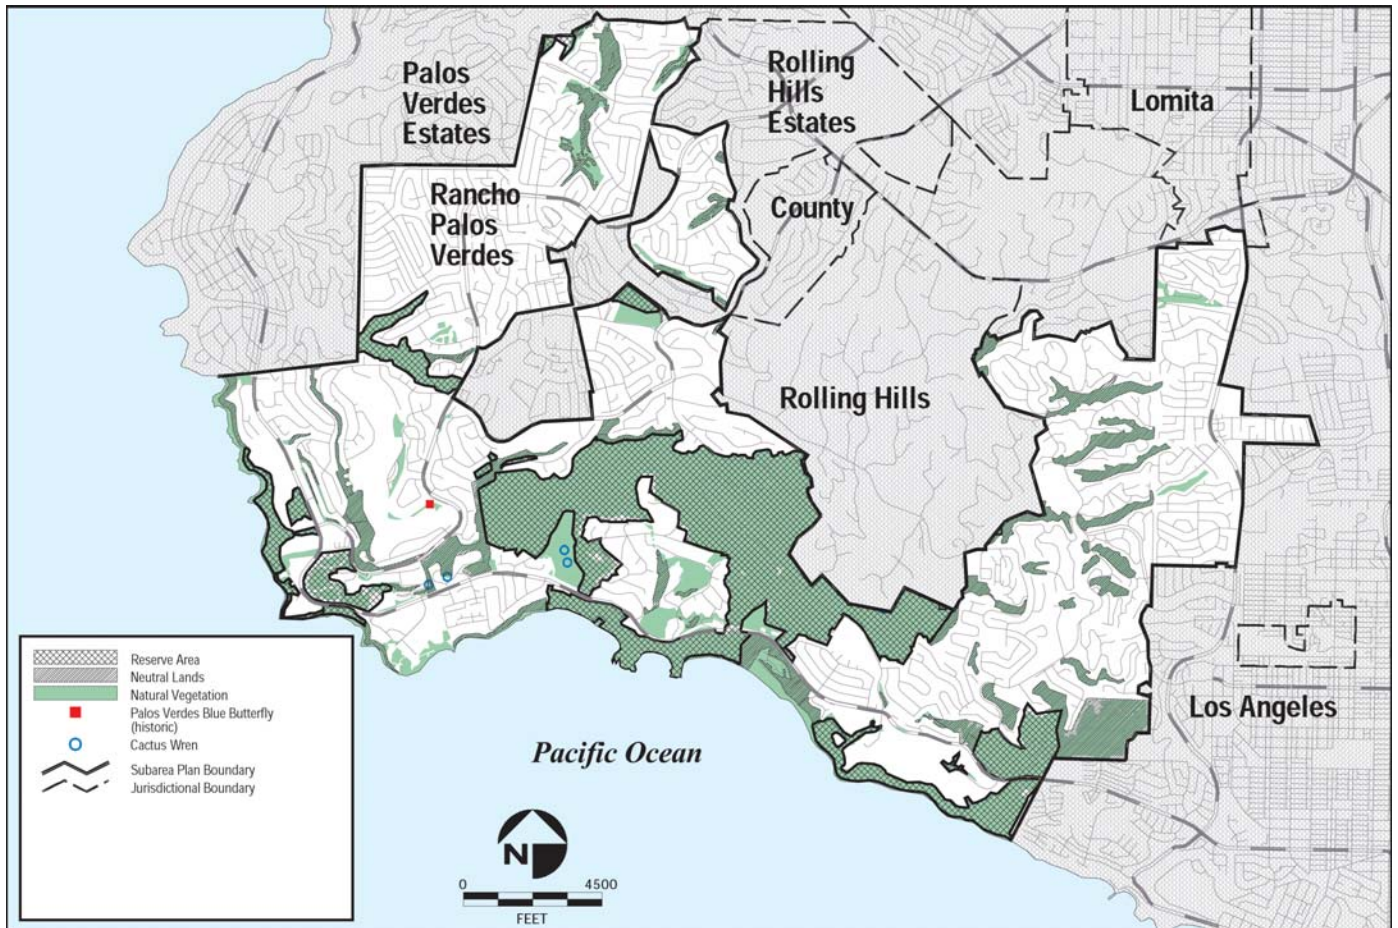 Palos
Verdes
Estates
Rolling
Hills
Estates
Lomita
Rancho
Palos
Verdes
County
Rolling Hills
Los Angeles
Pacific Ocean
Reserve Area
Neutral Lands
Natural Vegetation
Palos Verdes Blue Butterfly
(historic)
Cactus Wren
Subarea Plan Boundary
Jurisdictional Boundary
N
0 4500
FEET